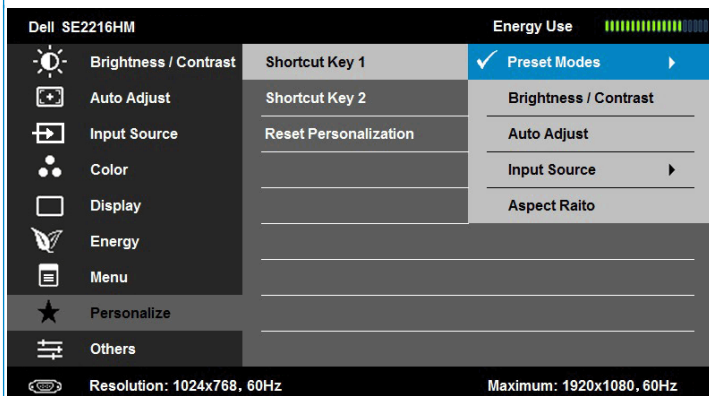 Dell SE2216HM Energy Use
Brightness / Contrast Shortcut Key 1 Preset Modes
Auto Adjust Shortcut Key 2 Brightness / Contrast
Input Source Reset Personalization Auto Adjust
Color Input Source
Display Aspect Raito
Energy
Menu
Personalize
Others
Resolution: 1024x768, 60Hz Maximum: 1920x1080, 60Hz